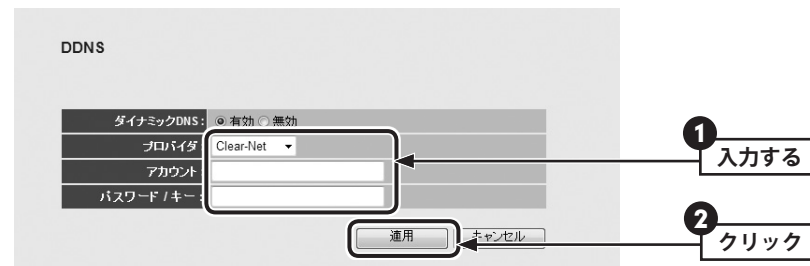 DDNS
ダイナミックDNS : 有効 無効
プロバイダ : Clear-Net
アカウント :
パスワード / キー :
1 入力する
適用 キャンセル
2 クリック